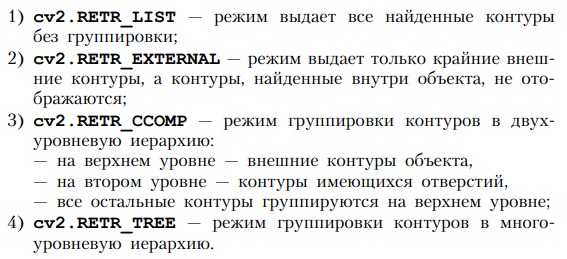 1) cv2.RETR_LIST — режим выдает все найденные контуры
без группировки;
2) cv2.RETR_EXTERNAL — режим выдает только крайние внеш-
ние контуры, а контуры, найденные внутри объекта, не ото-
бражаются;
3) cv2.RETR_CCOMP — режим группировки контуров в двух-
уровневую иерархию:
— на верхнем уровне — внешние контуры объекта,
— на втором уровне — контуры имеющихся отверстий,
— все остальные контуры группируются на верхнем уровне;
4) cv2.RETR_TREE — режим группировки контуров в много-
уровневую иерархию.